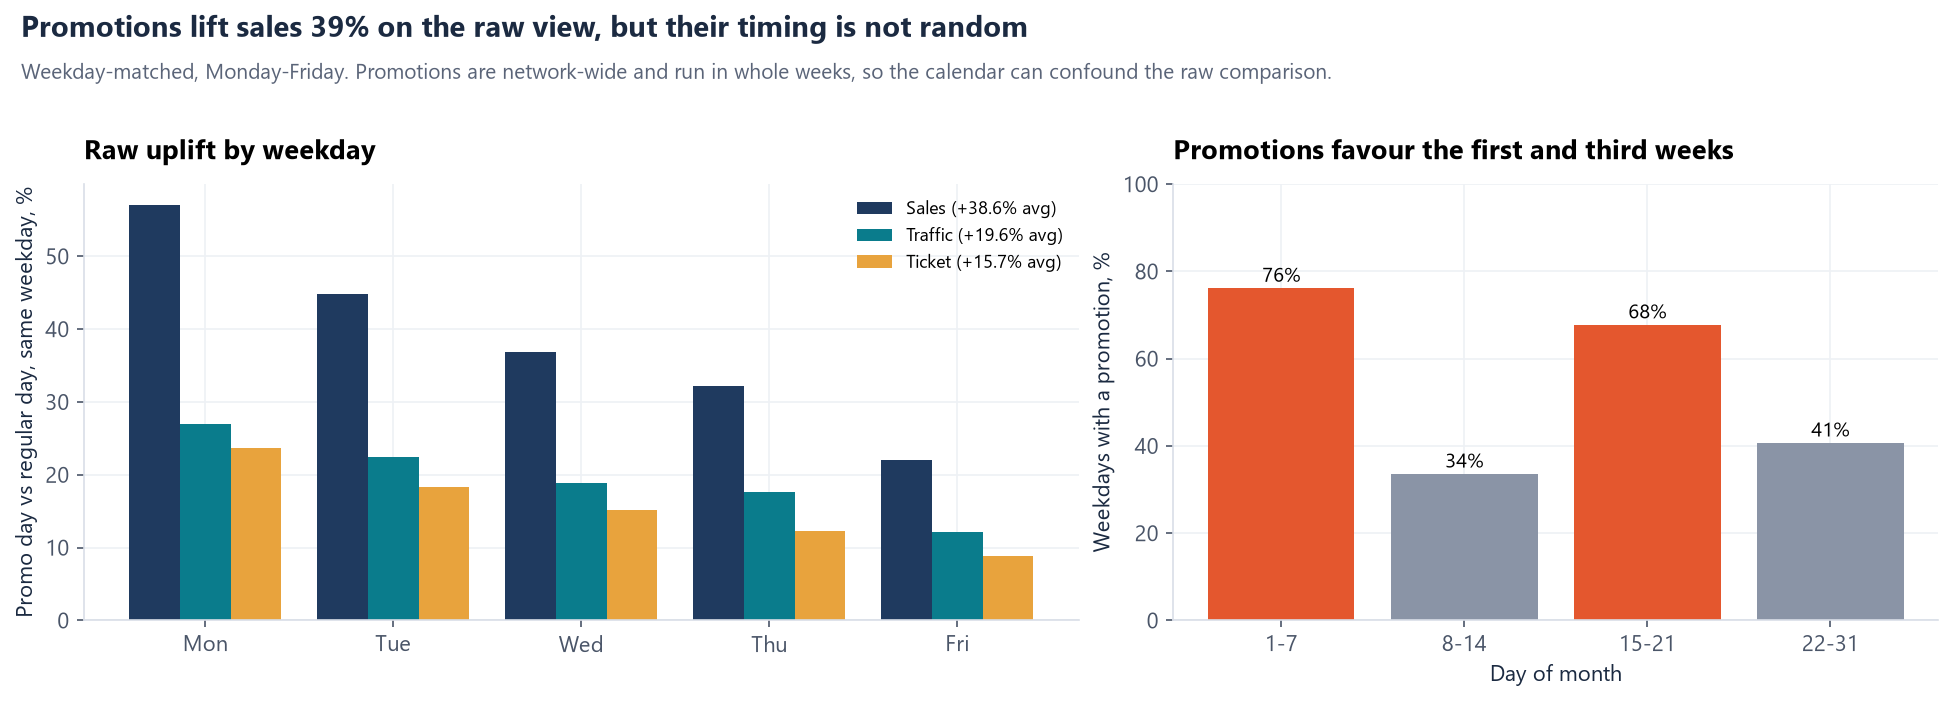 Promotions lift sales 39% on the raw view, but their timing is not random
Weekday-matched, Monday-Friday. Promotions are network-wide and run in whole weeks, so the calendar can confound the raw comparison.
Raw uplift by weekday
Promo day vs regular day, same weekday, %
50
40
30
20
10
0
Sales (+38.6% avg)
Traffic (+19.6% avg)
Ticket (+15.7% avg)
Mon Tue Wed Thu Fri
Promotions favour the first and third weeks
Weekdays with a promotion, %
100
80
60
40
20
0
76%
34%
68%
41%
1-7 8-14 15-21 22-31
Day of month